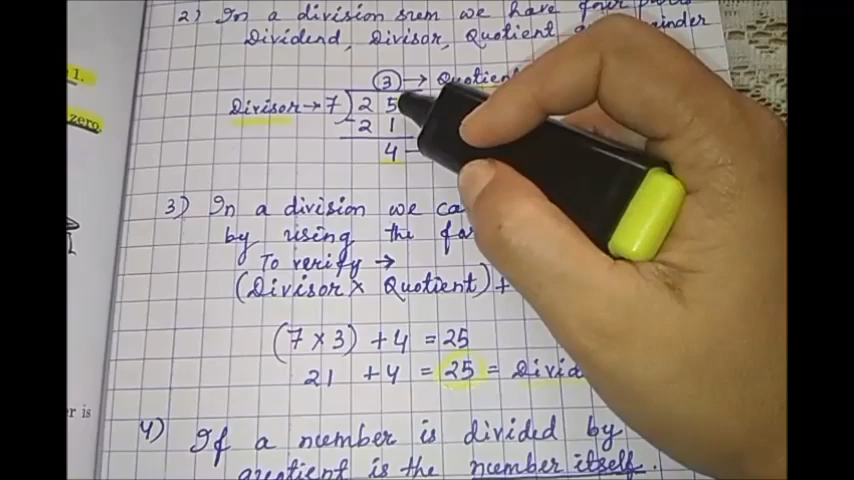 1.
zero.
er is
2) In a division sum we have four parts
Dividend, Divisor, Quotient
3 → Quotient
Divisor → 7) 2 5
- 2 1
4
3) In a division we
by using the
To verify →
(Divisor × Quotient) +
(7 × 3) + 4 = 25
21 + 4 = 25 =
4) If a number is divided by
quotient is the number itself.